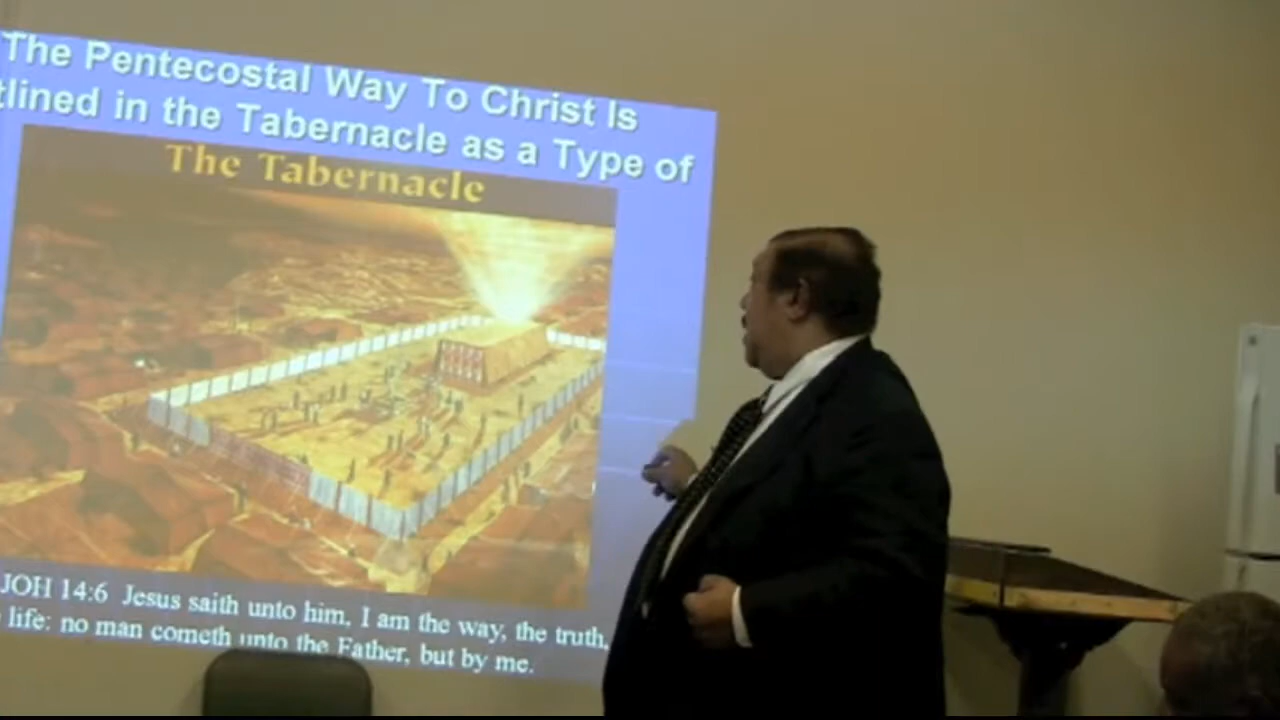 The Pentecostal Way To Christ Is
tlined in the Tabernacle as a Type of
The Tabernacle
JOH 14:6 Jesus saith unto him, I am the way, the truth,
life: no man cometh unto the Father, but by me.